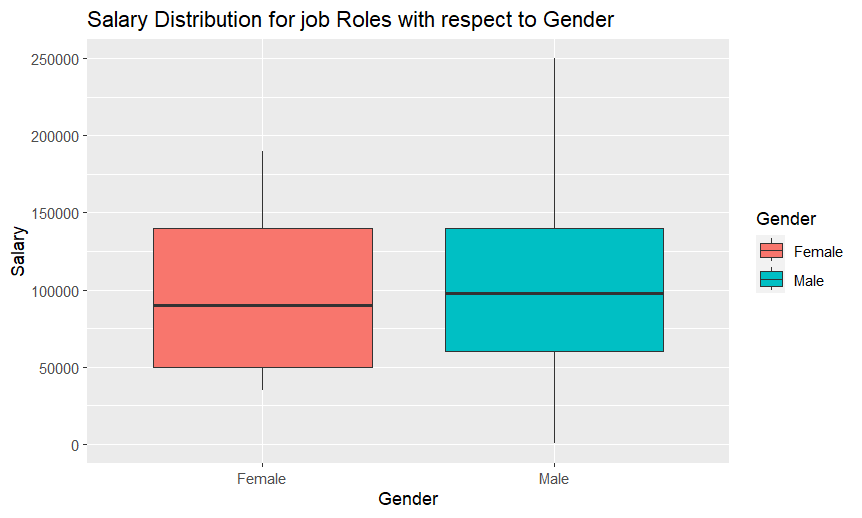 Salary Distribution for job Roles with respect to Gender
250000
200000
150000
100000
50000
0
Salary
Female
Male
Gender
Gender
Female
Male